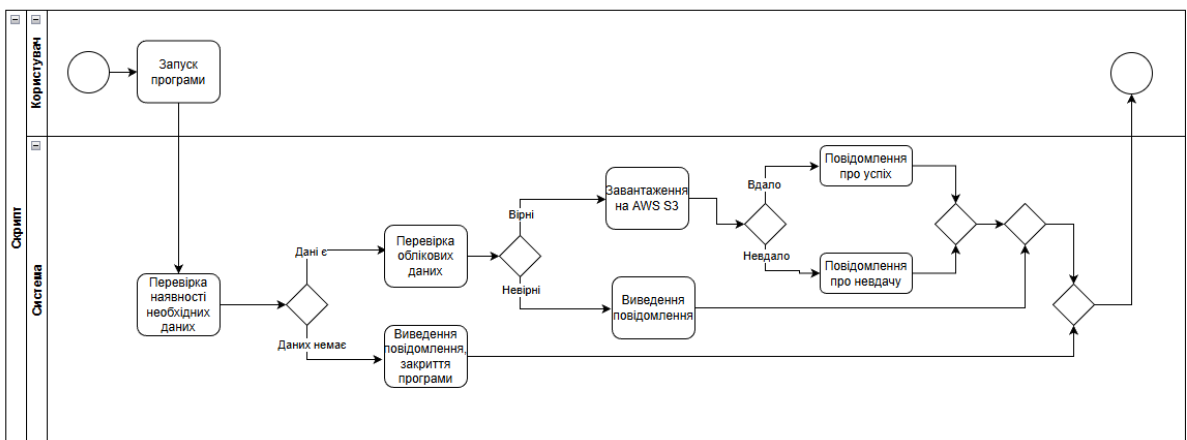 Скрипт
Користувач
Запуск
програми
Система
Перевірка
наявності
необхідних
даних
Дані є
Даних немає
Перевірка
облікових
даних
Виведення
повідомлення,
закриття
програми
Вірні
Невірні
Завантаження
на AWS S3
Виведення
повідомлення
Вдало
Невдало
Повідомлення
про успіх
Повідомлення
про невдачу